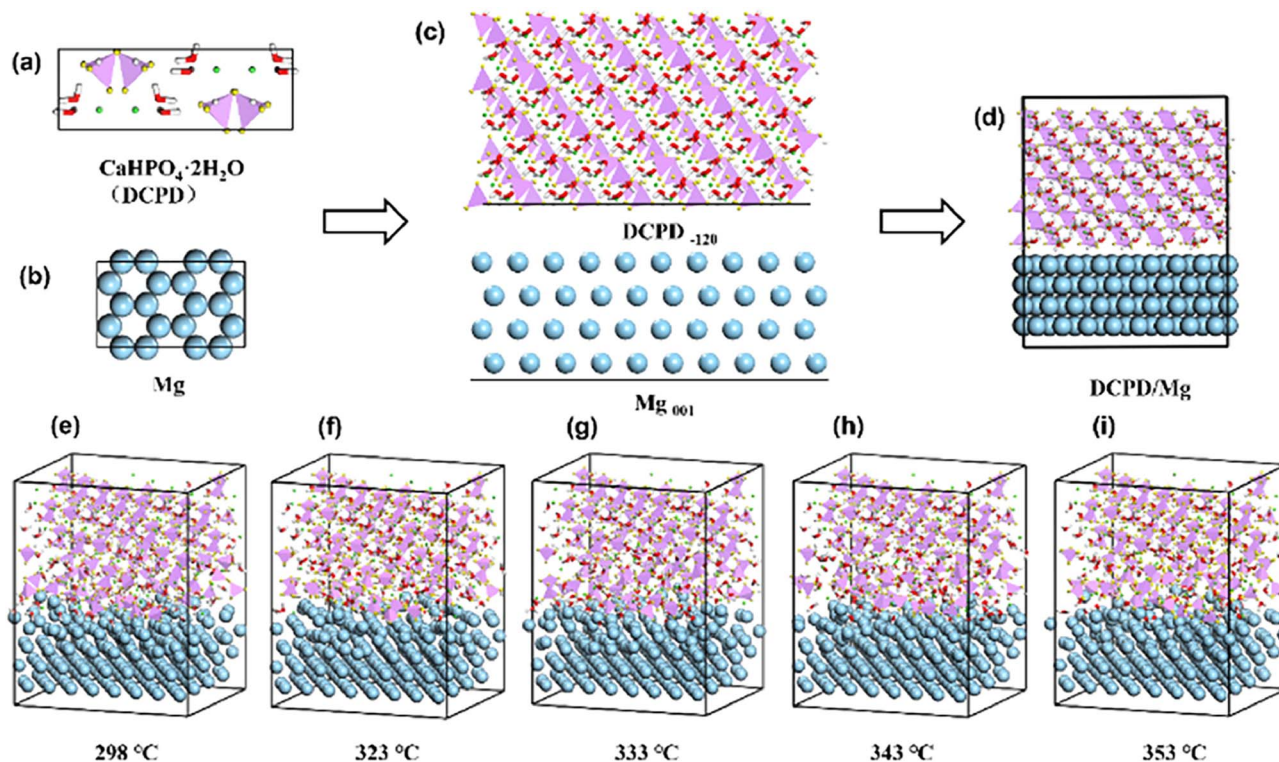 (a)
CaHPO₄·2H₂O
(DCPD)
(b)
Mg
(c)
DCPD ₋₁₂₀
Mg ₀₀₁
(d)
DCPD/Mg
(e)
(f)
(g)
(h)
(i)
298 °C
323 °C
333 °C
343 °C
353 °C